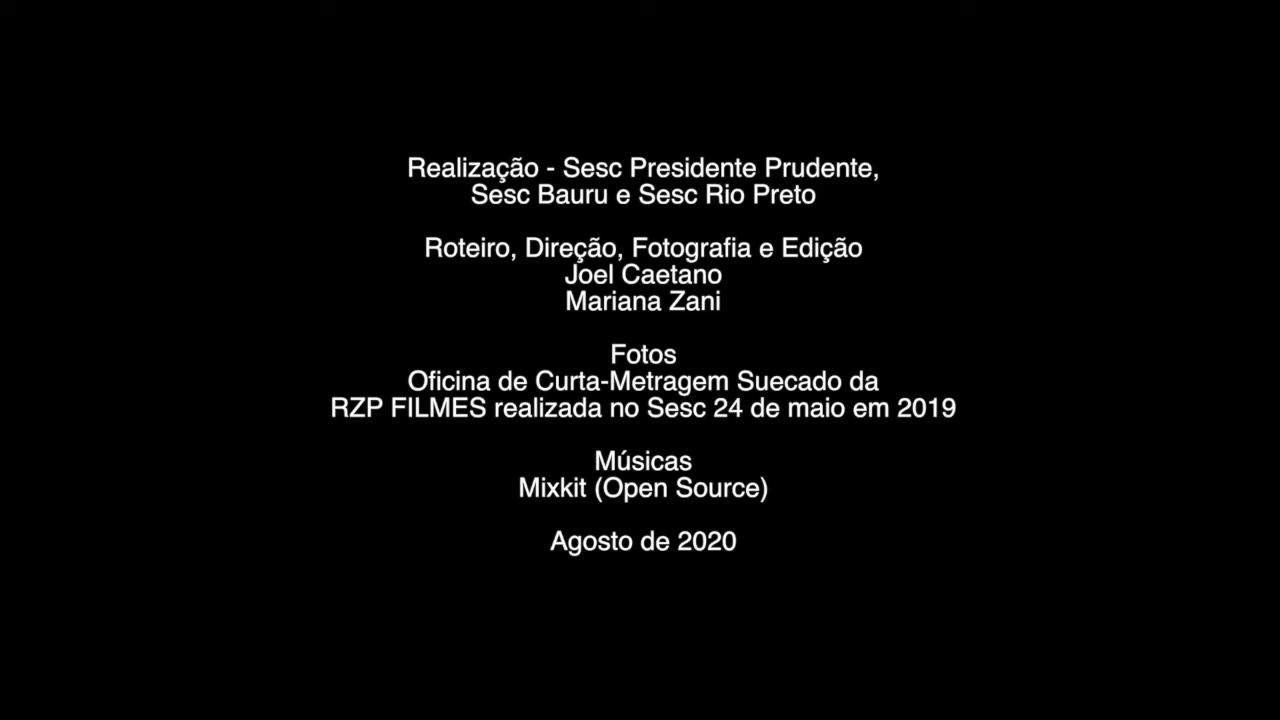 Realização - Sesc Presidente Prudente,
Sesc Bauru e Sesc Rio Preto
Roteiro, Direção, Fotografia e Edição
Joel Caetano
Mariana Zani
Fotos
Oficina de Curta-Metragem Suecado da
RZP FILMES realizada no Sesc 24 de maio em 2019
Músicas
Mixkit (Open Source)
Agosto de 2020